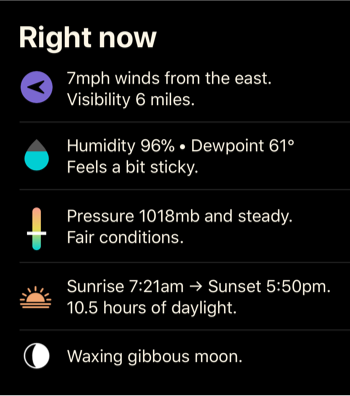 Right now
7mph winds from the east.
Visibility 6 miles.
Humidity 96% • Dewpoint 61°
Feels a bit sticky.
Pressure 1018mb and steady.
Fair conditions.
Sunrise 7:21am → Sunset 5:50pm.
10.5 hours of daylight.
Waxing gibbous moon.